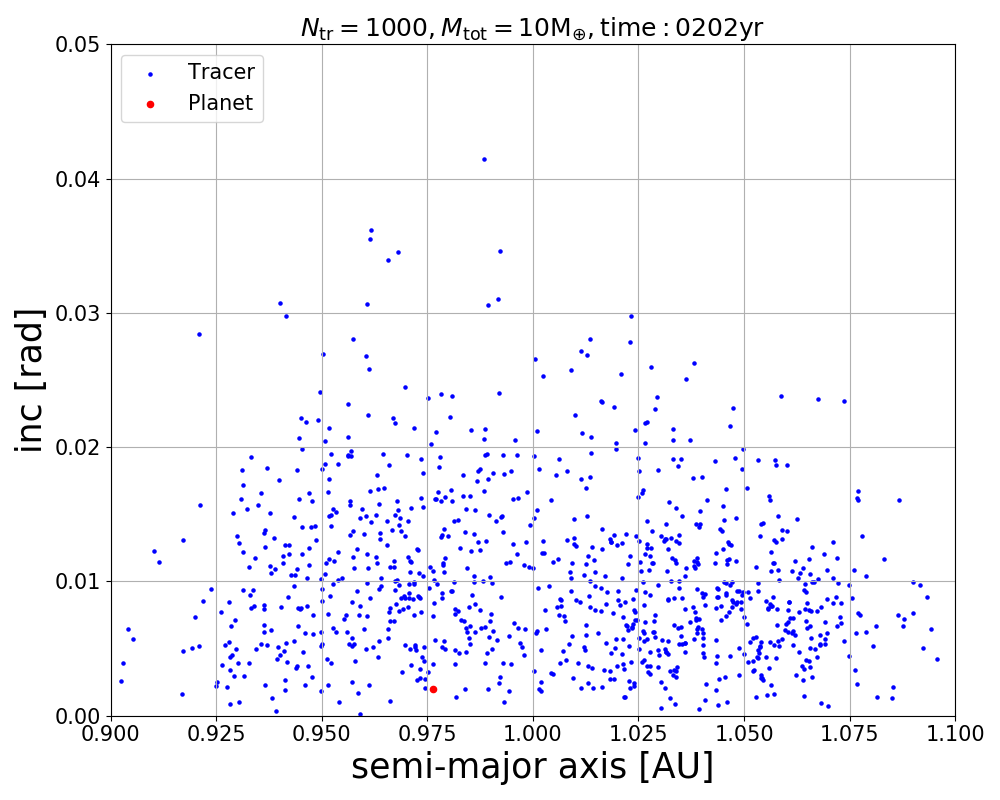 N_tr = 1000, M_tot = 10M_⊕, time : 0202yr
0.05
Tracer
Planet
0.04
0.03
inc [rad]
0.02
0.01
0.00
0.900 0.925 0.950 0.975 1.000 1.025 1.050 1.075 1.100
semi-major axis [AU]